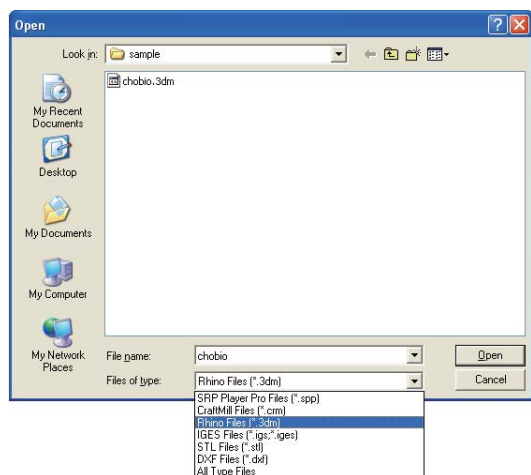 Open
Look in: sample
chobio.3dm
My Recent
Documents
Desktop
My Documents
My Computer
My Network
Places
File name: chobio Open
Files of type: Rhino Files (*.3dm) Cancel
SRP Player Pro Files (*.spp)
CraftMill Files (*.crm)
Rhino Files (*.3dm)
IGES Files (*.igs;*.iges)
STL Files (*.stl)
DXF Files (*.dxf)
All Type Files